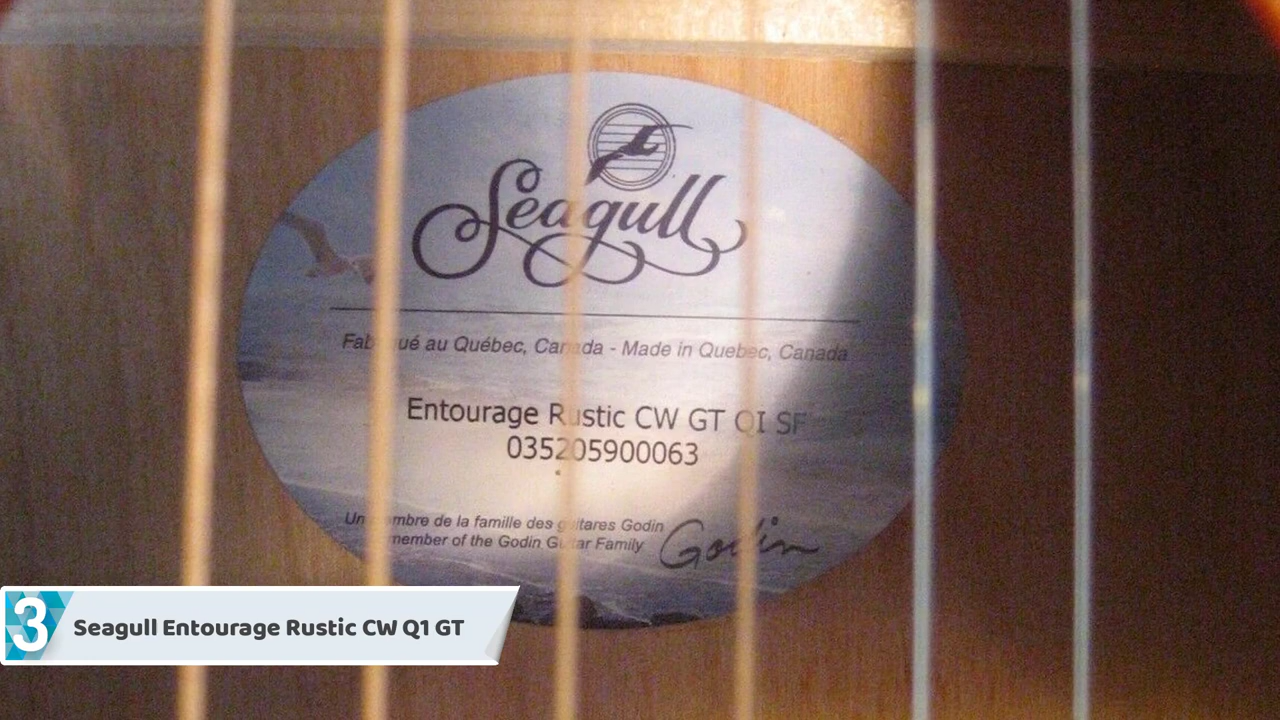 Seagull
Fabriqué au Québec, Canada - Made in Quebec, Canada
Entourage Rustic CW GT QI SF
035205900063
Un membre de la famille des guitares Godin
member of the Godin Guitar Family
Godin
3
Seagull Entourage Rustic CW Q1 GT